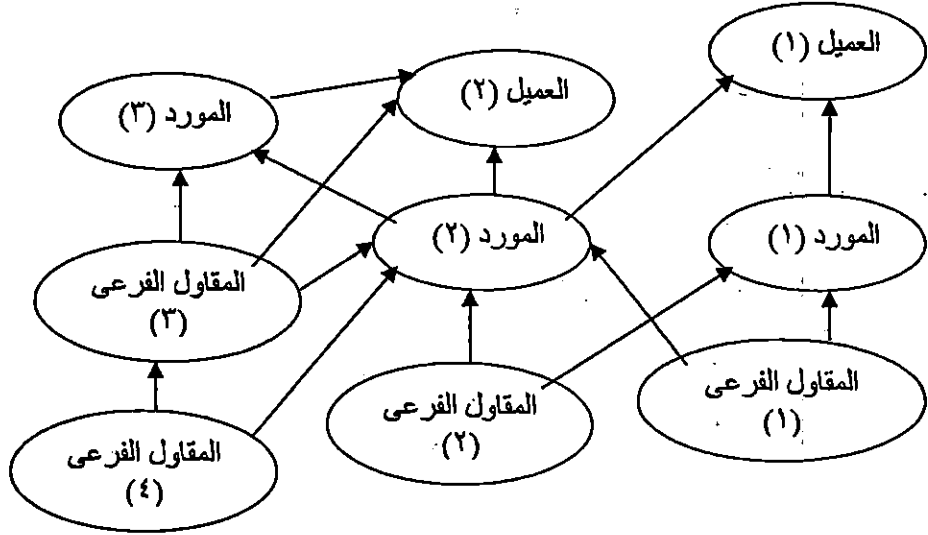 العميل (١)
العميل (٢)
المورد (٣)
المورد (١)
المورد (٢)
المقاول الفرعى
(٣)
المقاول الفرعى
(١)
المقاول الفرعى
(٢)
المقاول الفرعى
(٤)